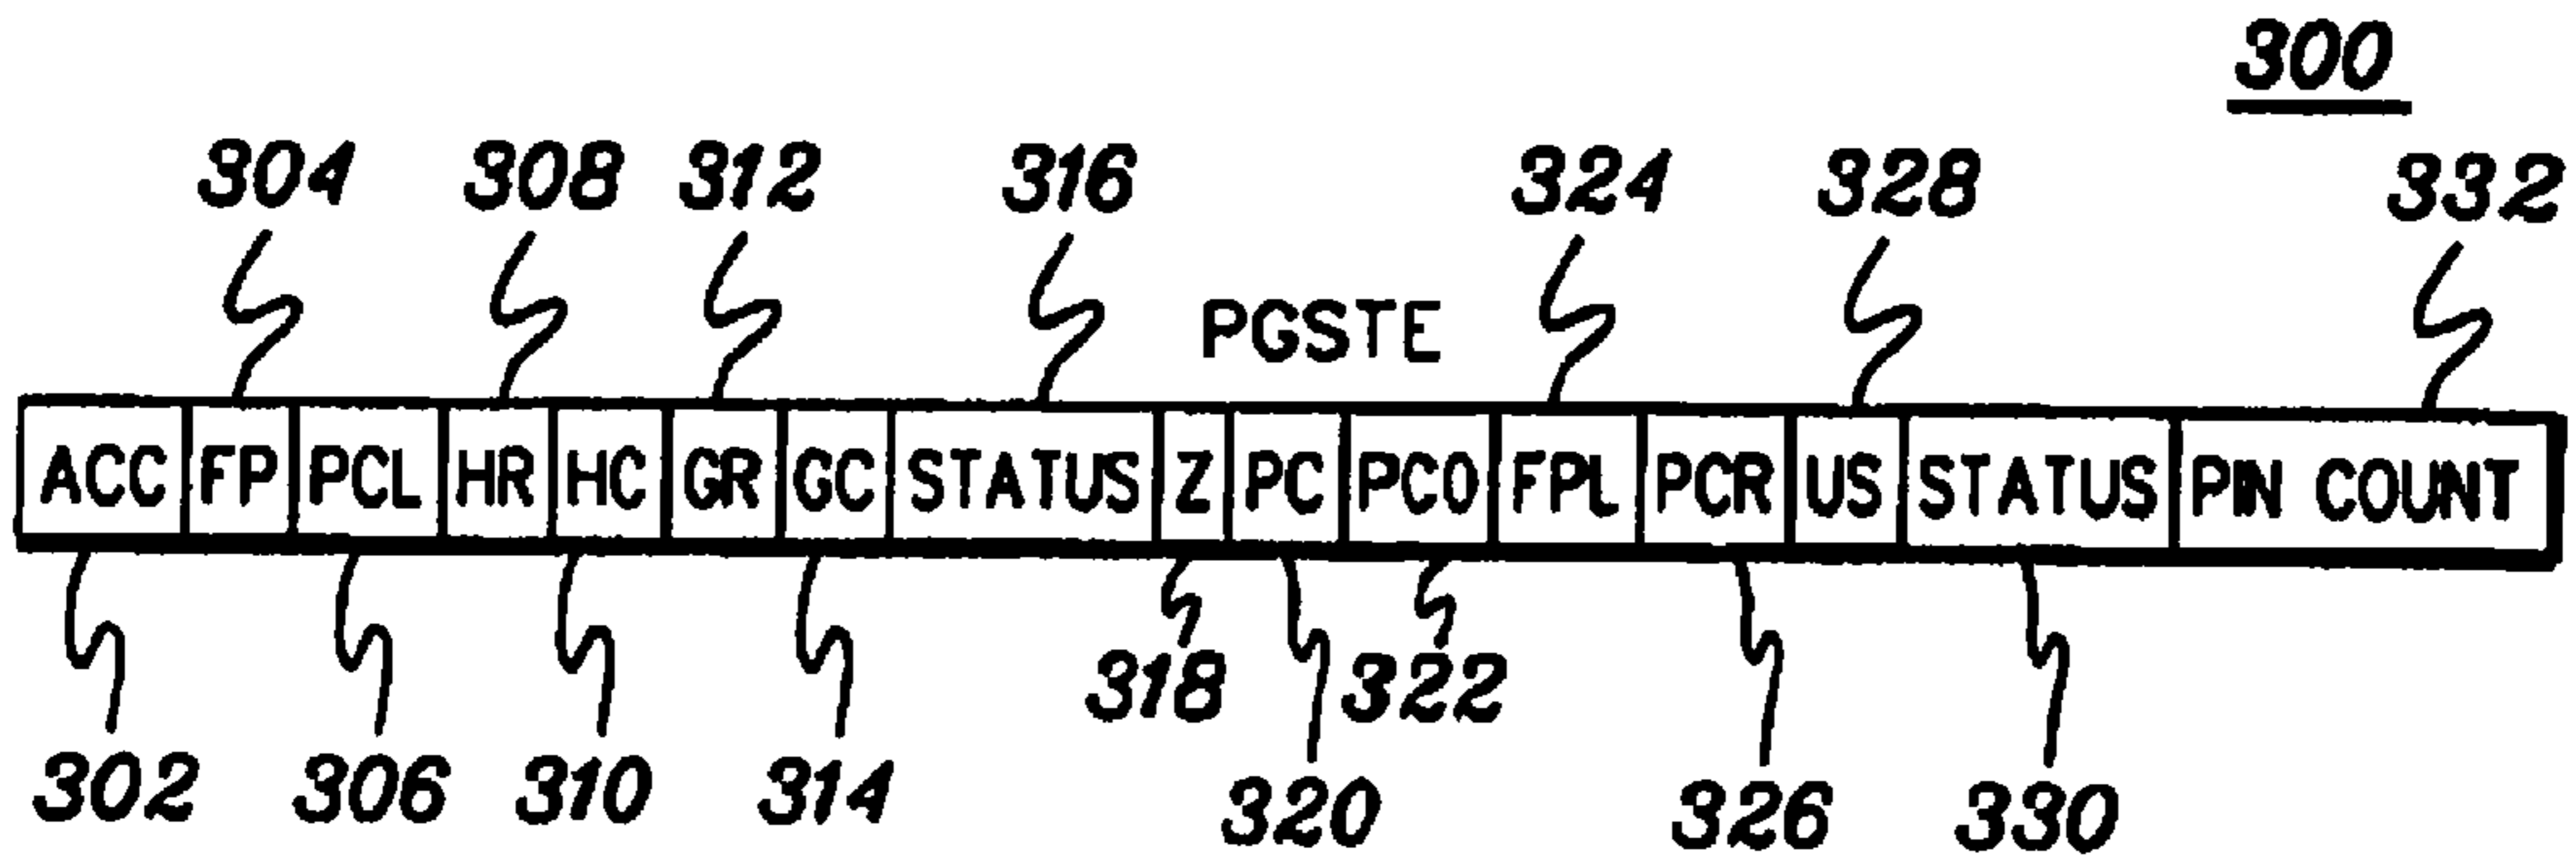 300
304 308 312 316 324 328 332
PGSTE
ACC FP PCL HR HC GR GC STATUS Z PC PCO FPL PCR US STATUS PIN COUNT
318 322
302 306 310 314 320 326 330